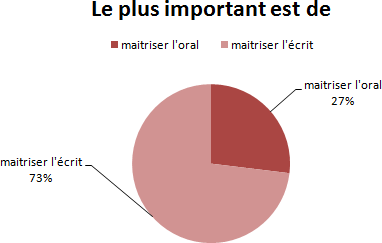 Le plus important est de
maitriser l'oral
maitriser l'écrit
maitriser l'oral
27%
maitriser l'écrit
73%